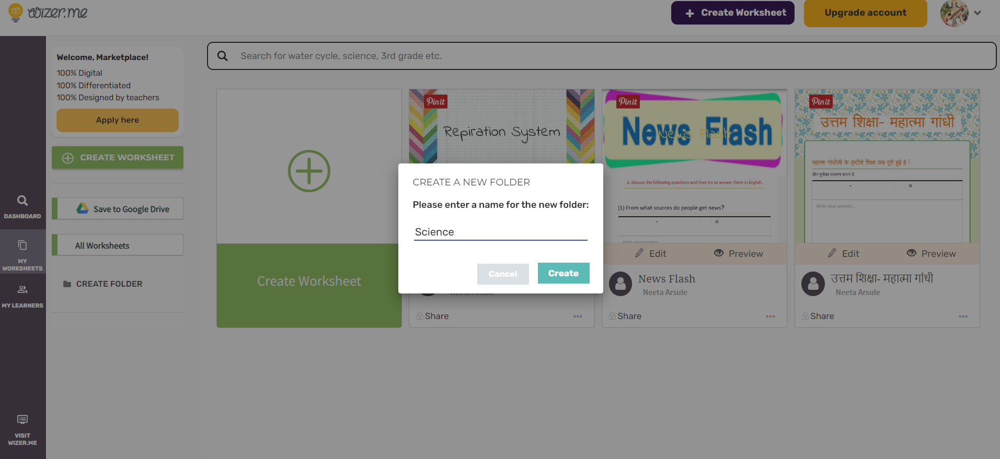 wizer.me
Create Worksheet
Upgrade account
Welcome, Marketplace!
100% Digital
100% Differentiated
100% Designed by teachers
Apply here
CREATE WORKSHEET
Save to Google Drive
All Worksheets
CREATE FOLDER
DASHBOARD
MY
WORKSHEETS
MY LEARNERS
VISIT
WIZER.ME
Search for water cycle, science, 3rd grade etc.
Create Worksheet
Pinit
Repiration System
Neeta Arsule
Share
CREATE A NEW FOLDER
Please enter a name for the new folder:
Science
Cancel
Create
Pinit
News Flash
News Flash
1. Discuss the following questions and then try to answer them in English.
(1) From what sources do people get news?
Write your answer
Edit
Preview
News Flash
Neeta Arsule
Share
Pinit
उत्तम शिक्षा- महात्मा गांधी
महात्मा गांधीजी के दृष्टीसे शिक्षा कब पुरी हुई है ?
तीन गुणोका आचरण करना है
Write your answer...
Edit
Preview
उत्तम शिक्षा- महात्मा गांधी
Neeta Arsule
Share